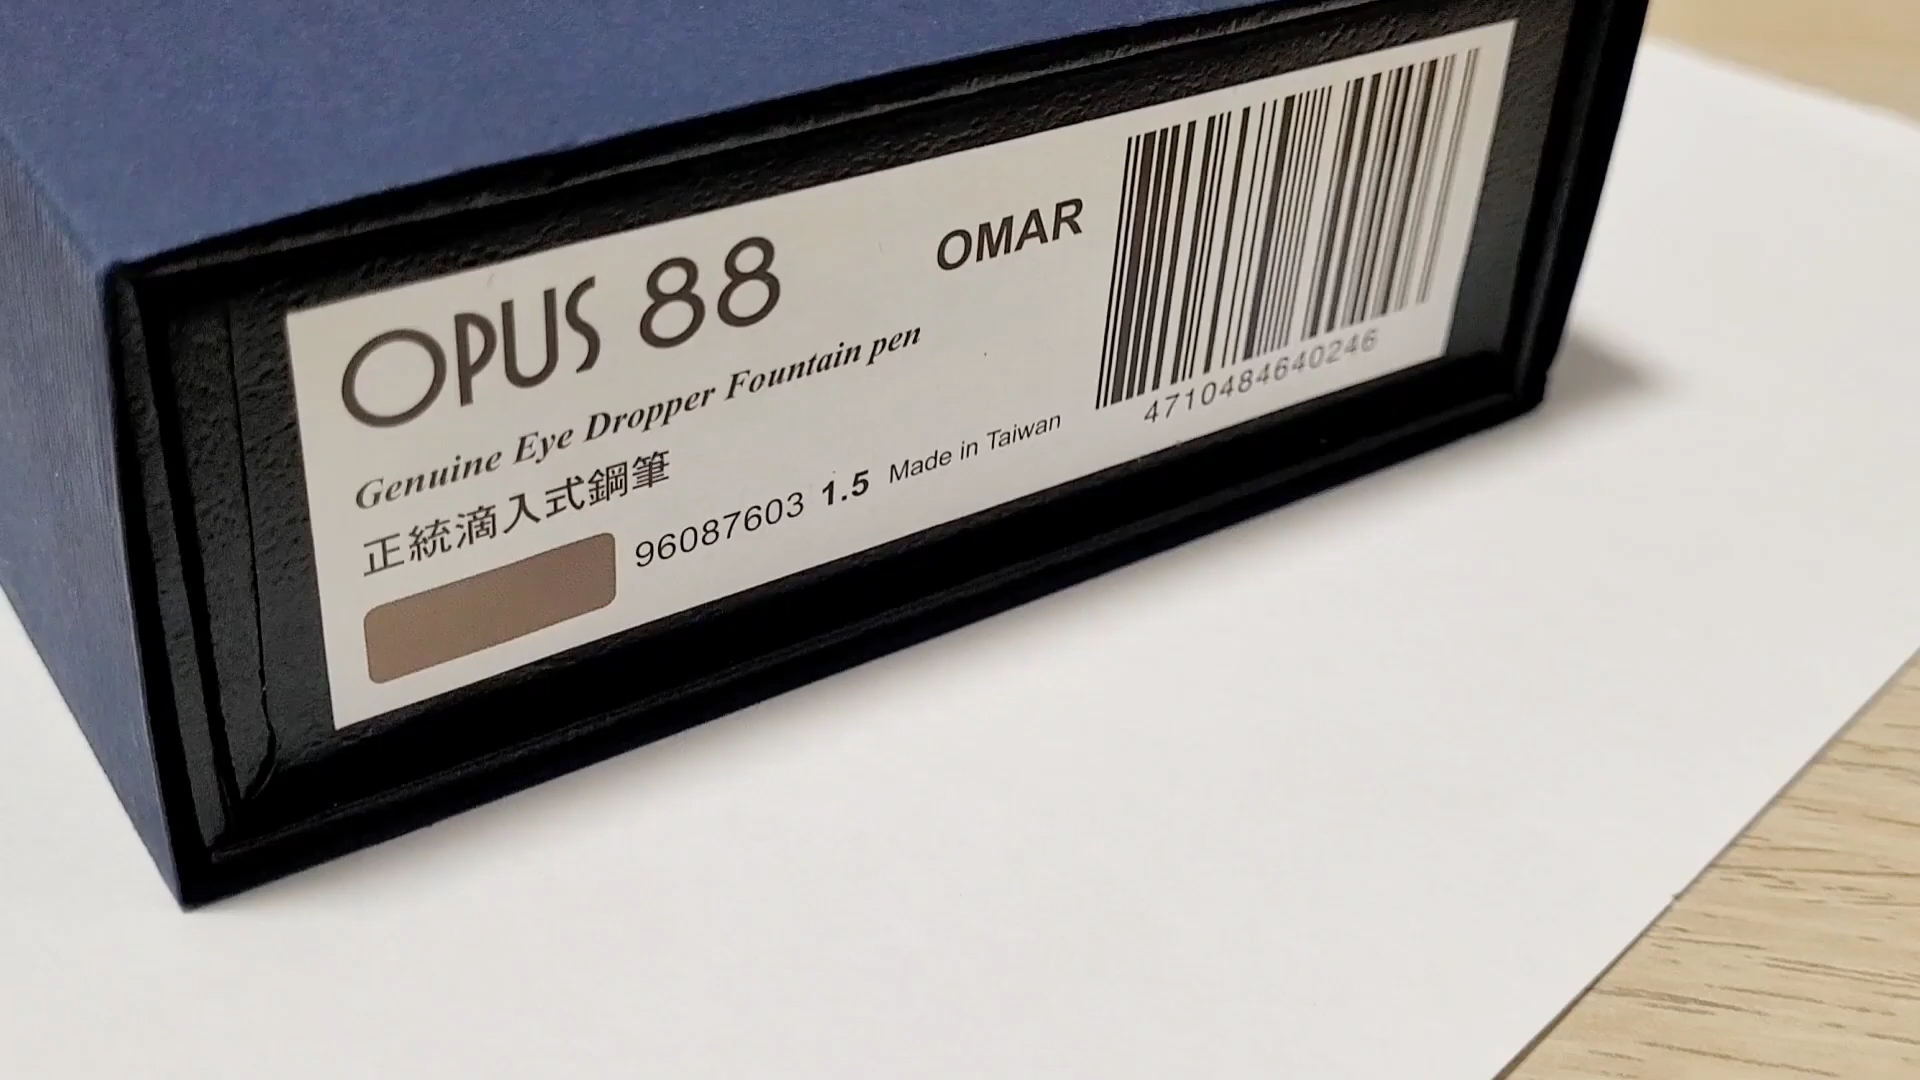 OPUS 88
OMAR
Genuine Eye Dropper Fountain pen
正統滴入式鋼筆
96087603 1.5 Made in Taiwan
4710484640246